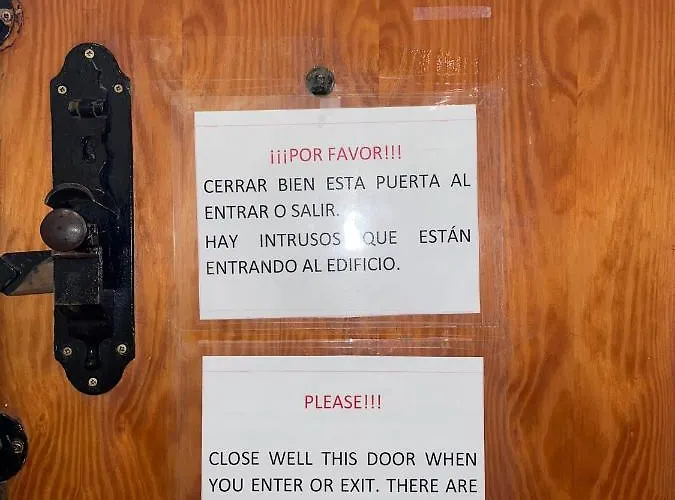 ¡¡¡POR FAVOR!!!
CERRAR BIEN ESTA PUERTA AL
ENTRAR O SALIR.
HAY INTRUSOS QUE ESTÁN
ENTRANDO AL EDIFICIO.
PLEASE!!!
CLOSE WELL THIS DOOR WHEN
YOU ENTER OR EXIT. THERE ARE